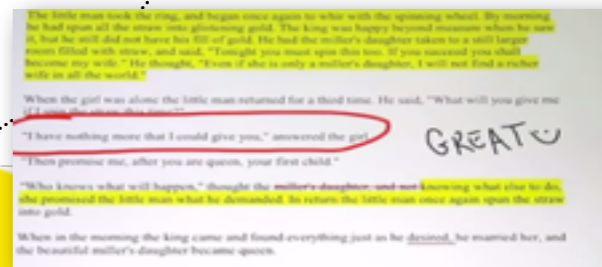 The little man took the ring, and began once again to whir with the spinning wheel. By morning
he had spun all the straw into glistening gold. The king was happy beyond measure when he saw
it, but he still did not have his fill of gold. He had the miller's daughter taken to a still larger
room filled with straw, and said, "Tonight you must spin this too. If you succeed you shall
become my wife." He thought, "Even if she is only a miller's daughter, I will not find a richer
wife in all the world."
When the girl was alone the little man returned for a third time. He said, "What will you give me
if I spin the straw this time?"
"I have nothing more that I could give you," answered the girl.
GREAT
"Then promise me, after you are queen, your first child."
"Who knows what will happen," thought the miller's daughter, and not knowing what else to do,
she promised the little man what he demanded. In return the little man once again spun the straw
into gold.
When in the morning the king came and found everything just as he desired, he married her, and
the beautiful miller's daughter became queen.